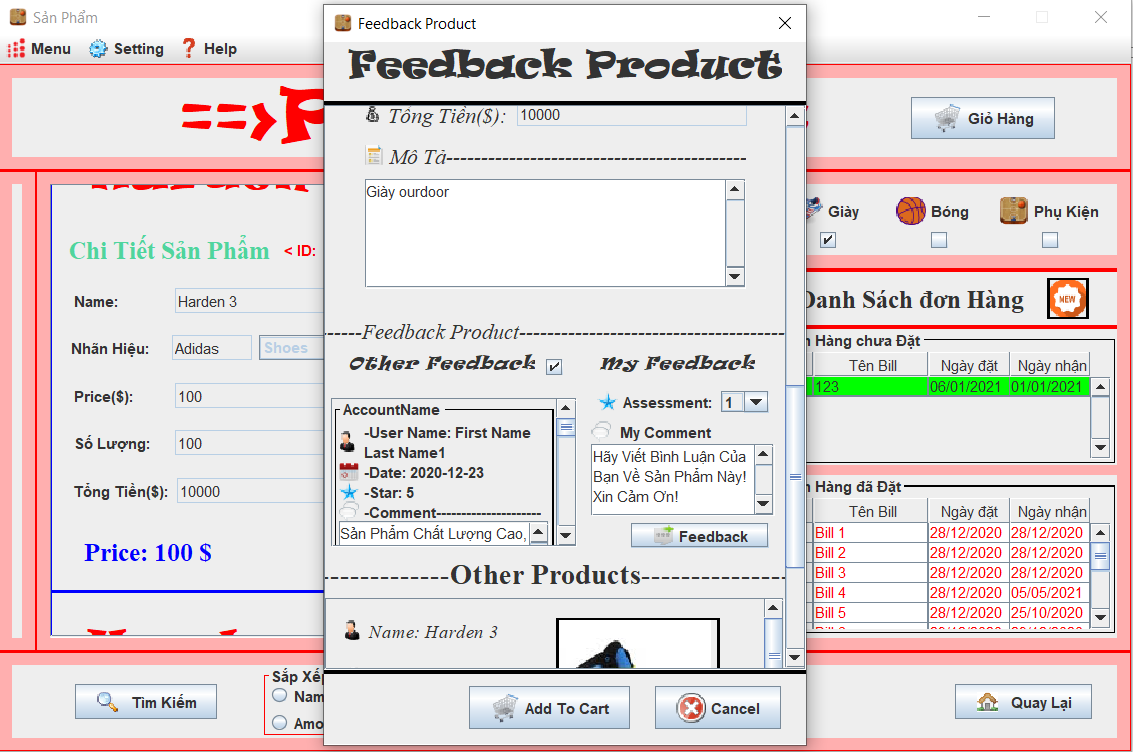 Sản Phẩm
Menu Setting Help
==>P
Giỏ Hàng
Chi Tiết Sản Phẩm < ID:
Name: Harden 3
Nhãn Hiệu: Adidas Shoes
Price($): 100
Số Lượng: 100
Tổng Tiền($): 10000
Price: 100 $
Tìm Kiếm
Sắp Xế
Nam
Amo
Feedback Product
Feedback Product
Tổng Tiền($): 10000
Mô Tả--------------------------------------------
Giày ourdoor
------Feedback Product---------------------------------------
Other Feedback My Feedback
AccountName
-User Name: First Name
Last Name1
-Date: 2020-12-23
-Star: 5
-Comment----------------------
Sản Phẩm Chất Lượng Cao,
Assessment: 1
My Comment
Hãy Viết Bình Luận Của
Bạn Về Sản Phẩm Này!
Xin Cảm Ơn!
Feedback
-------------Other Products---------------
Name: Harden 3
Add To Cart Cancel
Giày Bóng Phụ Kiện
Danh Sách đơn Hàng NEW
n Hàng chưa Đặt
Tên Bill Ngày đặt Ngày nhận
123 06/01/2021 01/01/2021
n Hàng đã Đặt
Tên Bill Ngày đặt Ngày nhận
Bill 1 28/12/2020 28/12/2020
Bill 2 28/12/2020 28/12/2020
Bill 3 28/12/2020 28/12/2020
Bill 4 28/12/2020 05/05/2021
Bill 5 28/12/2020 25/10/2020
Quay Lại